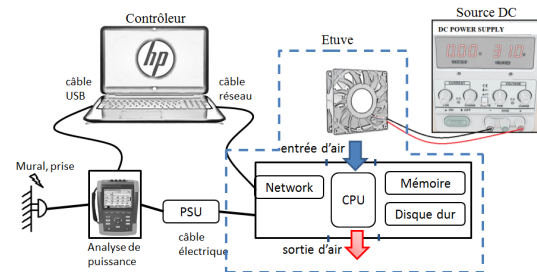 Contrôleur
Source DC
DC POWER SUPPLY
Etuve
hp
câble
USB
câble
réseau
entrée d'air
Mural, prise
Network
CPU
Mémoire
Disque dur
PSU
Analyse de
puissance
câble
électrique
sortie d'air